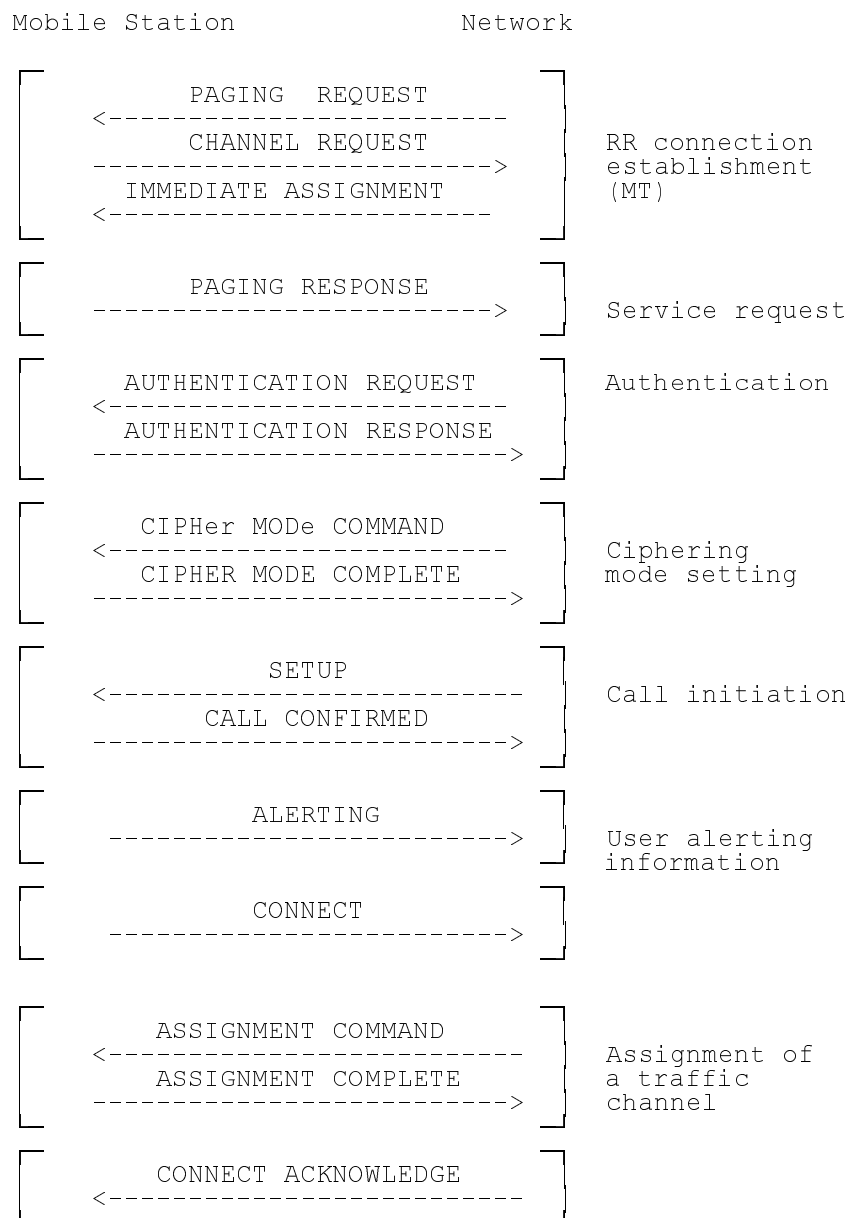 Mobile Station Network
PAGING REQUEST
<--------------------------
CHANNEL REQUEST
------------------------->
RR connection
establishment
IMMEDIATE ASSIGNMENT
(MT)
<------------------------
PAGING RESPONSE
------------------------->
Service request
AUTHENTICATION REQUEST
Authentication
<-------------------------
AUTHENTICATION RESPONSE
-------------------------->
CIPHer MODe COMMAND
<-------------------------
Ciphering
CIPHER MODE COMPLETE
mode setting
-------------------------->
SETUP
<--------------------------
Call initiation
CALL CONFIRMED
-------------------------->
ALERTING
------------------------->
User alerting
information
CONNECT
------------------------->
ASSIGNMENT COMMAND
<--------------------------
Assignment of
ASSIGNMENT COMPLETE
a traffic
-------------------------->
channel
CONNECT ACKNOWLEDGE
<--------------------------